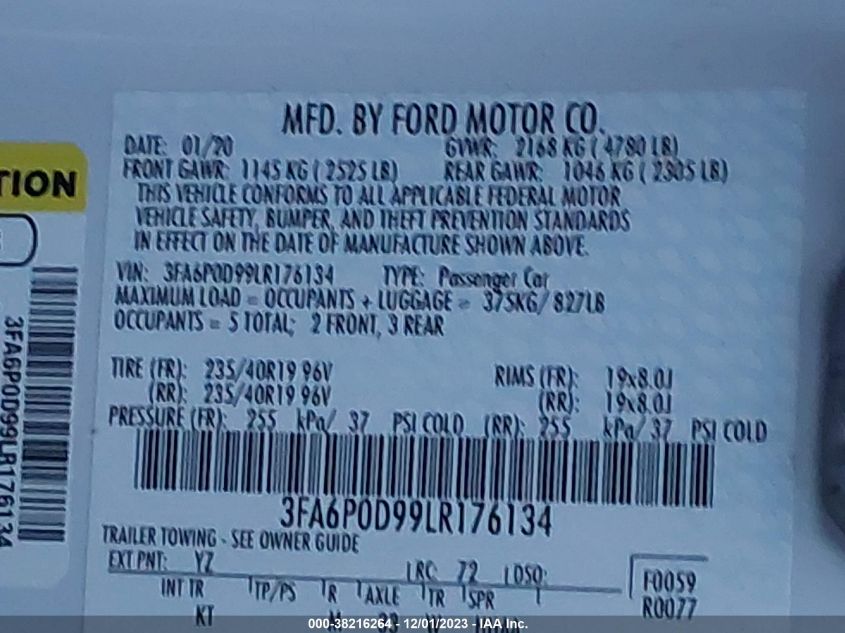 MFD. BY FORD MOTOR CO.
DATE: 01/20 GVWR: 2168 KG ( 4780 LB)
FRONT GAWR: 1145 KG ( 2525 LB) REAR GAWR: 1046 KG ( 2305 LB)
THIS VEHICLE CONFORMS TO ALL APPLICABLE FEDERAL MOTOR
VEHICLE SAFETY, BUMPER, AND THEFT PREVENTION STANDARDS
IN EFFECT ON THE DATE OF MANUFACTURE SHOWN ABOVE.
VIN: 3FA6P0D99LR176134 TYPE: Passenger Car
MAXIMUM LOAD = OCCUPANTS + LUGGAGE = 375KG/ 827LB
OCCUPANTS = 5 TOTAL; 2 FRONT, 3 REAR
TIRE (FR): 235/40R19 96V RIMS (FR): 19x8.0J
(RR): 235/40R19 96V (RR): 19x8.0J
PRESSURE (FR): 255 kPa/ 37 PSI COLD (RR): 255 kPa/ 37 PSI COLD
3FA6P0D99LR176134
TRAILER TOWING - SEE OWNER GUIDE
EXT PNT: YZ RC: 72 DSO: F0059
INT TR TP/PS R AXLE TR SPR R0077
KT
TION
3FA6P0D99LR176134
000-38216264 - 12/01/2023 - IAA Inc.